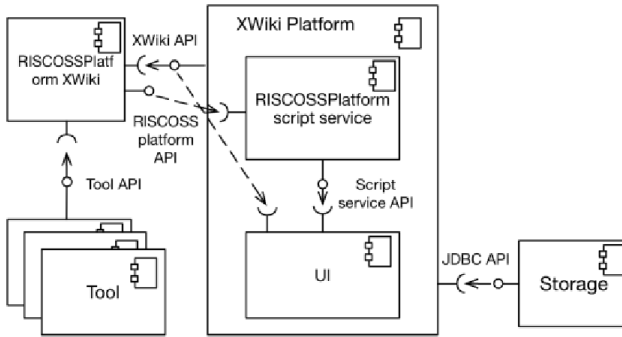 XWiki Platform
XWiki API
RISCOSSPlatf
orm XWiki
RISCOSSPlatform
script service
RISCOSS
platform
API
Tool API
Script
service API
Tool
UI
JDBC API
Storage